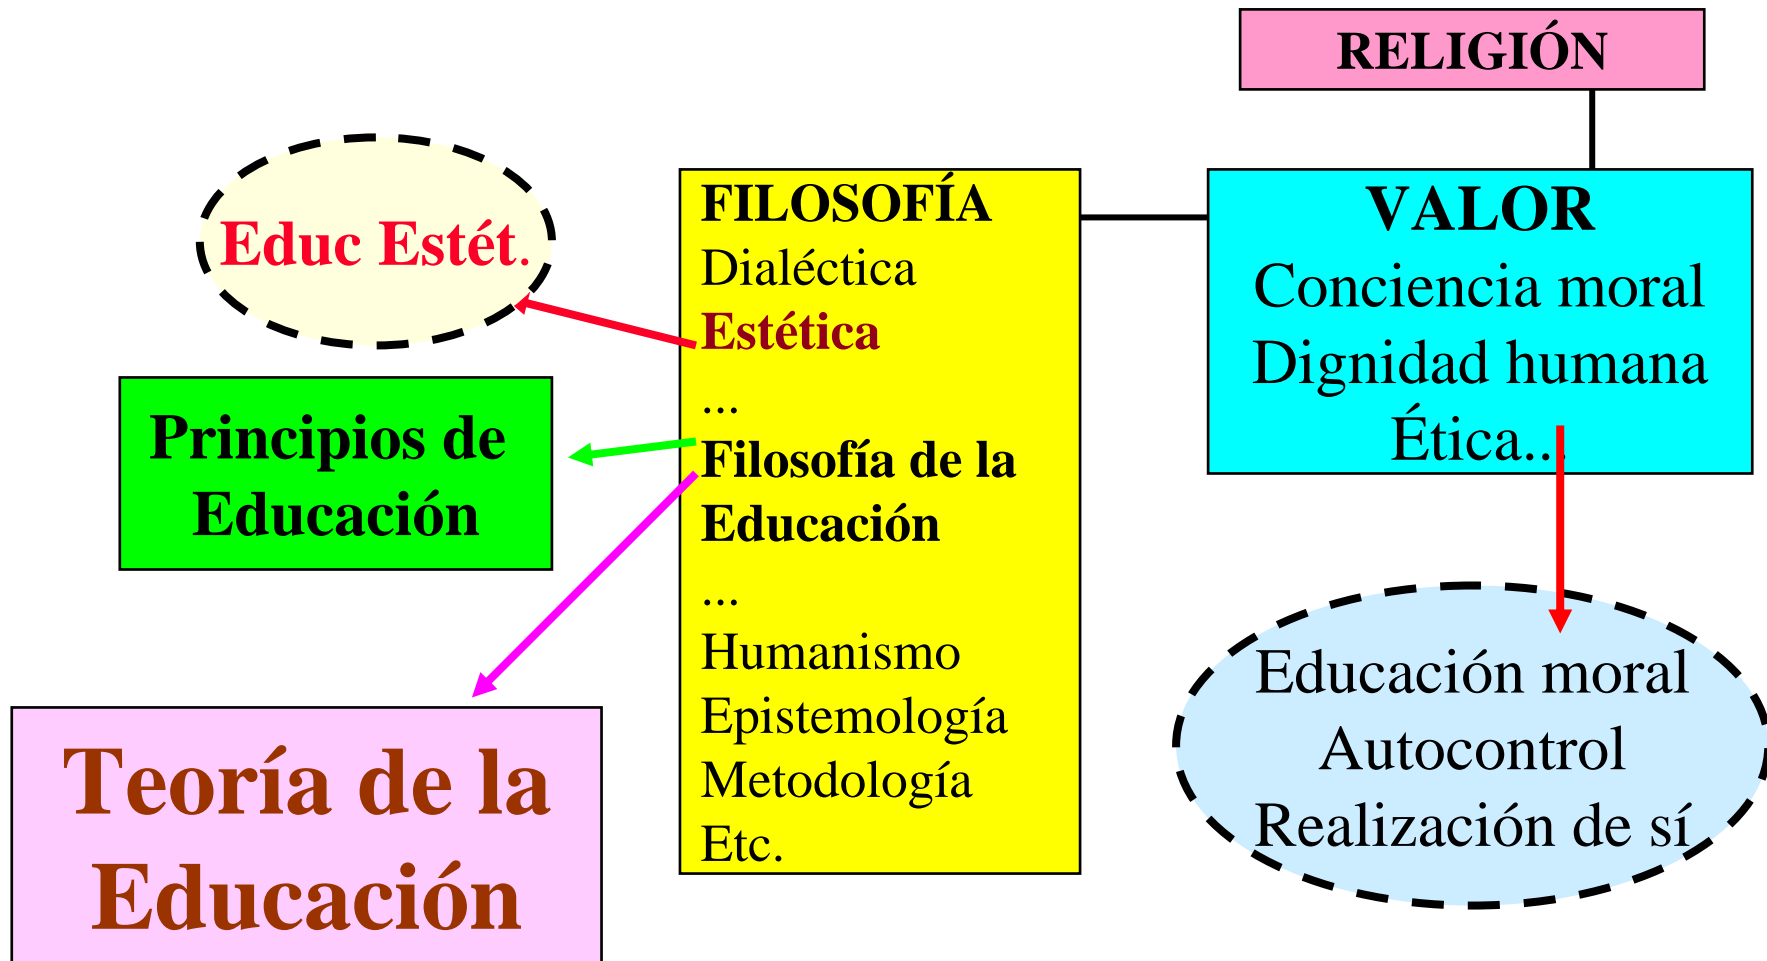 RELIGIÓN
Educ Estét.
FILOSOFÍA
Dialéctica
Estética
...
Filosofía de la
Educación
...
Humanismo
Epistemología
Metodología
Etc.
VALOR
Conciencia moral
Dignidad humana
Ética...
Principios de
Educación
Teoría de la
Educación
Educación moral
Autocontrol
Realización de sí